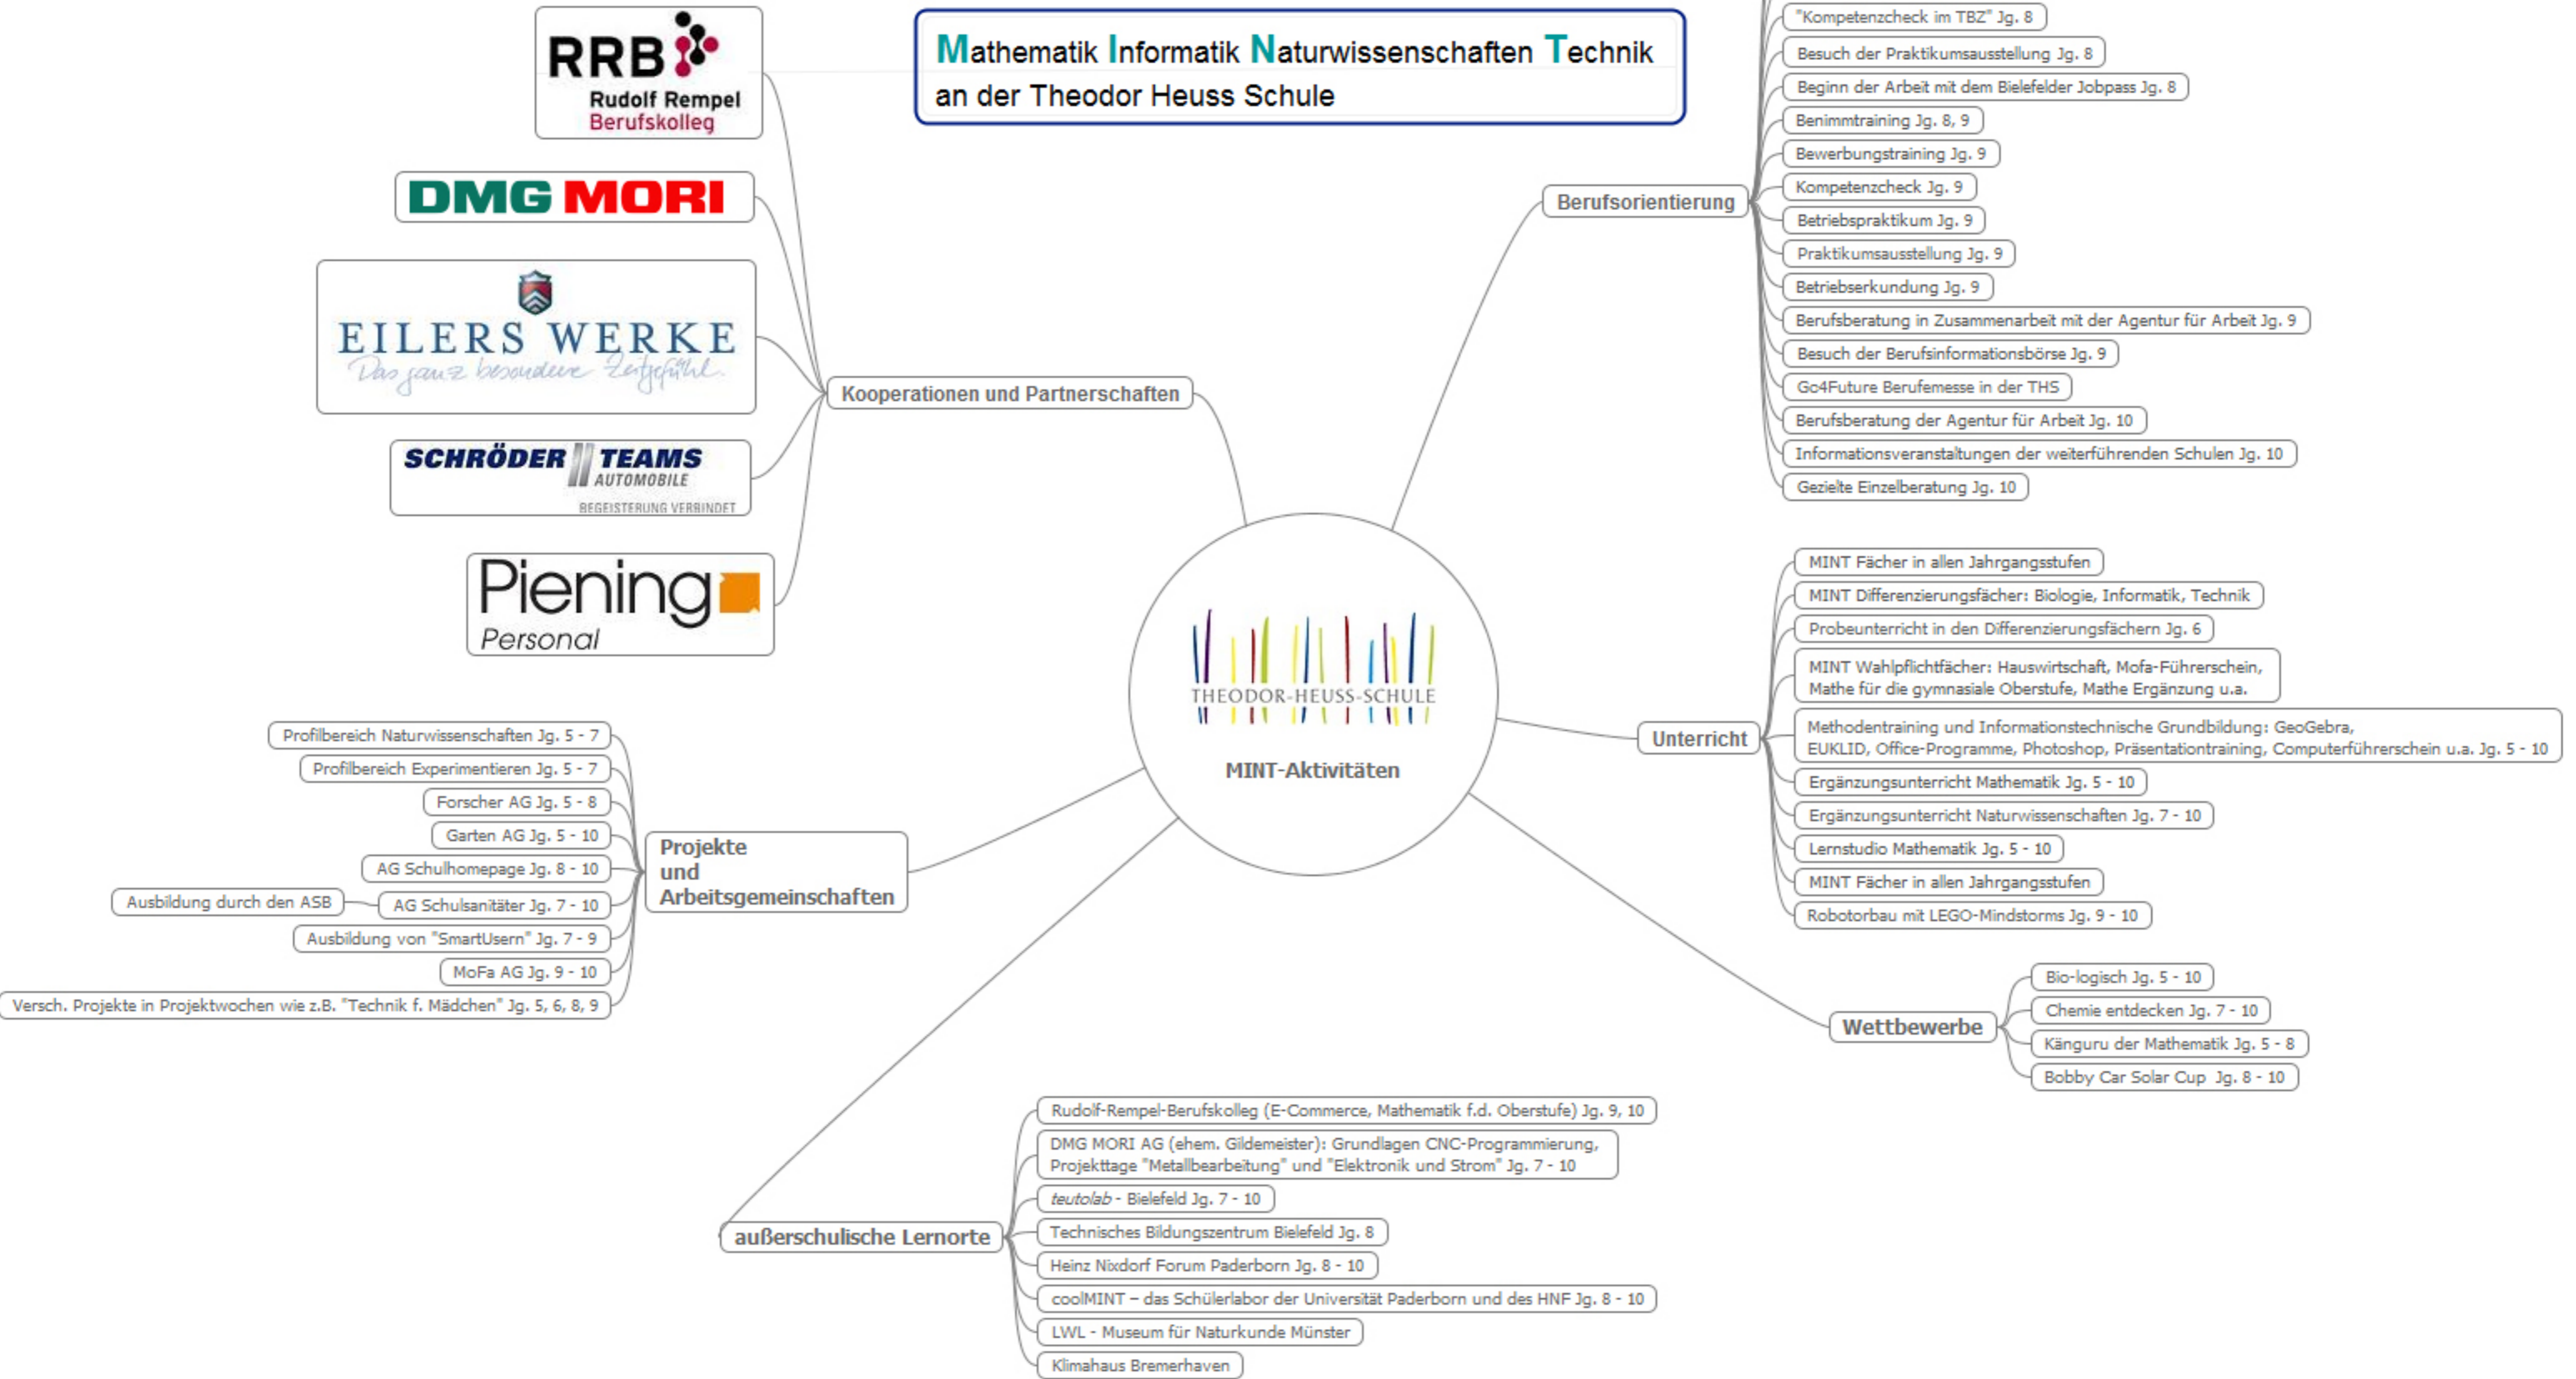 RRB
Rudolf Rempel
Berufskolleg
Mathematik Informatik Naturwissenschaften Technik
an der Theodor Heuss Schule
DMG MORI
EILERS WERKE
Das ganz besondere Zeitgefühl.
SCHRÖDER TEAMS
AUTOMOBILE
BEGEISTERUNG VERBINDET
Piening
Personal
Kooperationen und Partnerschaften
Berufsorientierung
"Kompetenzcheck im TBZ" Jg. 8
Besuch der Praktikumsausstellung Jg. 8
Beginn der Arbeit mit dem Bielefelder Jobpass Jg. 8
Benimmtraining Jg. 8, 9
Bewerbungstraining Jg. 9
Kompetenzcheck Jg. 9
Betriebspraktikum Jg. 9
Praktikumsausstellung Jg. 9
Betriebserkundung Jg. 9
Berufsberatung in Zusammenarbeit mit der Agentur für Arbeit Jg. 9
Besuch der Berufsinformationsbörse Jg. 9
Go4Future Berufemesse in der THS
Berufsberatung der Agentur für Arbeit Jg. 10
Informationsveranstaltungen der weiterführenden Schulen Jg. 10
Gezielte Einzelberatung Jg. 10
THEODOR-HEUSS-SCHULE
MINT-Aktivitäten
Unterricht
MINT Fächer in allen Jahrgangsstufen
MINT Differenzierungsfächer: Biologie, Informatik, Technik
Probeunterricht in den Differenzierungsfächern Jg. 6
MINT Wahlpflichtfächer: Hauswirtschaft, Mofa-Führerschein,
Mathe für die gymnasiale Oberstufe, Mathe Ergänzung u.a.
Methodentraining und Informationstechnische Grundbildung: GeoGebra,
EUKLID, Office-Programme, Photoshop, Präsentationtraining, Computerführerschein u.a. Jg. 5 - 10
Ergänzungsunterricht Mathematik Jg. 5 - 10
Ergänzungsunterricht Naturwissenschaften Jg. 7 - 10
Lernstudio Mathematik Jg. 5 - 10
MINT Fächer in allen Jahrgangsstufen
Robotorbau mit LEGO-Mindstorms Jg. 9 - 10
Projekte
und
Arbeitsgemeinschaften
Profilbereich Naturwissenschaften Jg. 5 - 7
Profilbereich Experimentieren Jg. 5 - 7
Forscher AG Jg. 5 - 8
Garten AG Jg. 5 - 10
AG Schulhomepage Jg. 8 - 10
Ausbildung durch den ASB
AG Schulsanitäter Jg. 7 - 10
Ausbildung von "SmartUsern" Jg. 7 - 9
MoFa AG Jg. 9 - 10
Versch. Projekte in Projektwochen wie z.B. "Technik f. Mädchen" Jg. 5, 6, 8, 9
Wettbewerbe
Bio-logisch Jg. 5 - 10
Chemie entdecken Jg. 7 - 10
Känguru der Mathematik Jg. 5 - 8
Bobby Car Solar Cup Jg. 8 - 10
außerschulische Lernorte
Rudolf-Rempel-Berufskolleg (E-Commerce, Mathematik f.d. Oberstufe) Jg. 9, 10
DMG MORI AG (ehem. Gildemeister): Grundlagen CNC-Programmierung,
Projekttage "Metallbearbeitung" und "Elektronik und Strom" Jg. 7 - 10
teutolab - Bielefeld Jg. 7 - 10
Technisches Bildungszentrum Bielefeld Jg. 8
Heinz Nixdorf Forum Paderborn Jg. 8 - 10
coolMINT – das Schülerlabor der Universität Paderborn und des HNF Jg. 8 - 10
LWL - Museum für Naturkunde Münster
Klimahaus Bremerhaven